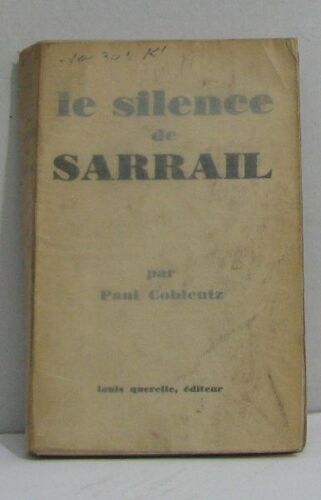 le silence
de
SARRAIL
par
Paul Coblentz
louis querelle, éditeur